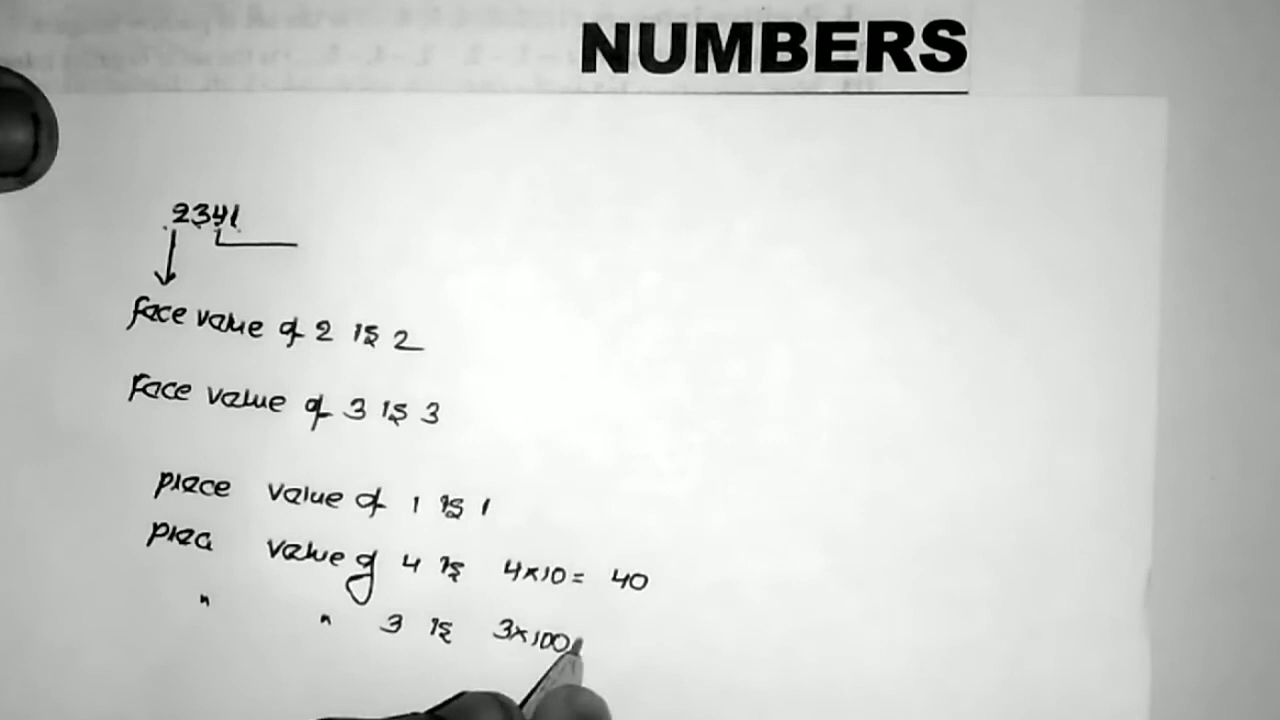 NUMBERS
2341
face value of 2 is 2
Face value of 3 is 3
place value of 1 is 1
place value of 4 is 4×10 = 40
" " 3 is 3×100